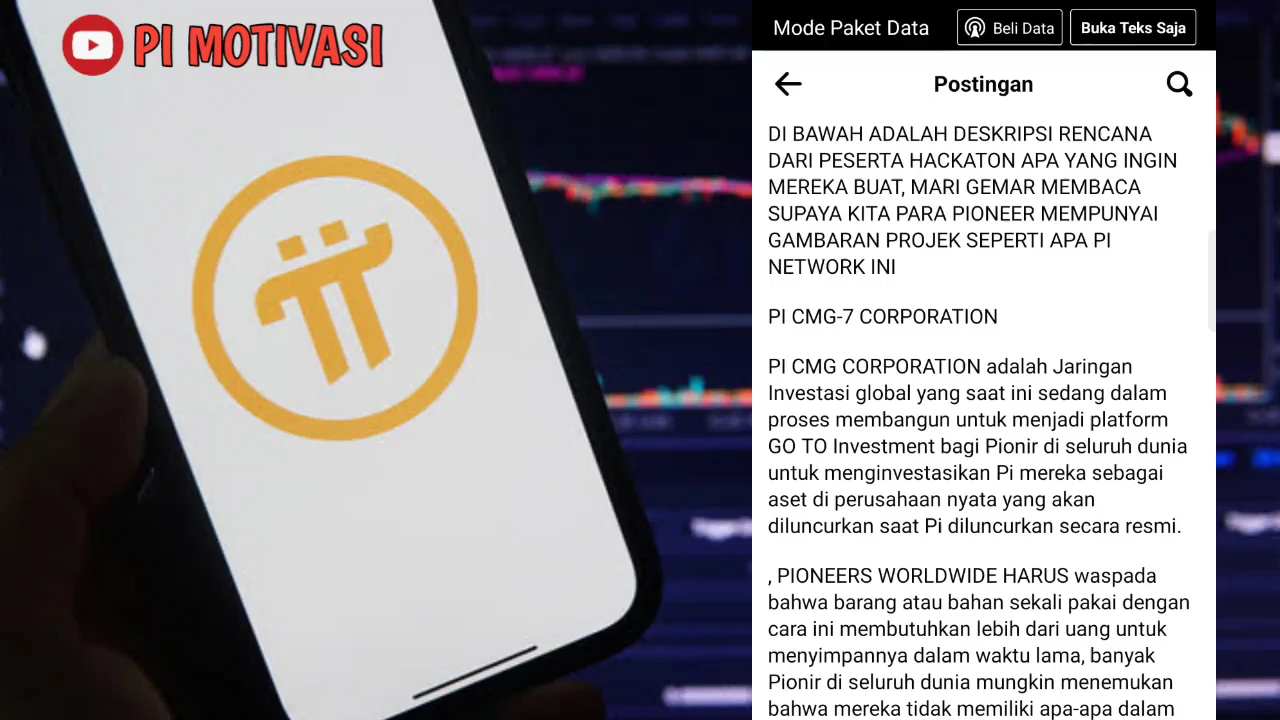 PI MOTIVASI
Mode Paket Data
Beli Data
Buka Teks Saja
Postingan
DI BAWAH ADALAH DESKRIPSI RENCANA
DARI PESERTA HACKATON APA YANG INGIN
MEREKA BUAT, MARI GEMAR MEMBACA
SUPAYA KITA PARA PIONEER MEMPUNYAI
GAMBARAN PROJEK SEPERTI APA PI
NETWORK INI
PI CMG-7 CORPORATION
PI CMG CORPORATION adalah Jaringan
Investasi global yang saat ini sedang dalam
proses membangun untuk menjadi platform
GO TO Investment bagi Pionir di seluruh dunia
untuk menginvestasikan Pi mereka sebagai
aset di perusahaan nyata yang akan
diluncurkan saat Pi diluncurkan secara resmi.
, PIONEERS WORLDWIDE HARUS waspada
bahwa barang atau bahan sekali pakai dengan
cara ini membutuhkan lebih dari uang untuk
menyimpannya dalam waktu lama, banyak
Pionir di seluruh dunia mungkin menemukan
bahwa mereka tidak memiliki apa-apa dalam